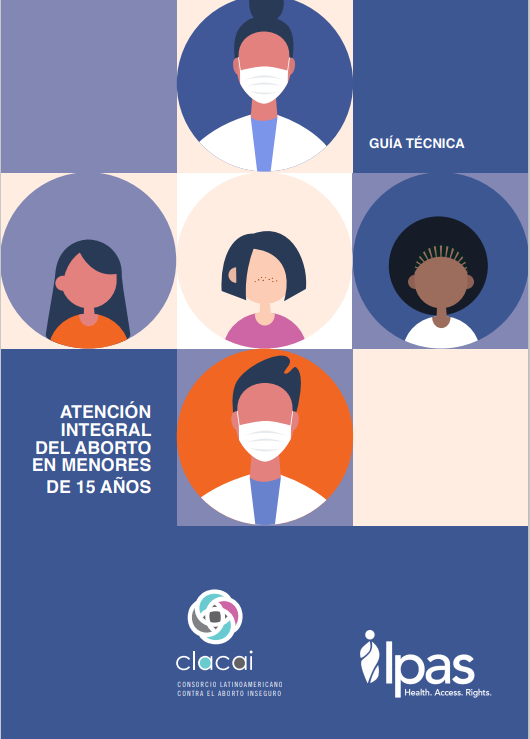 GUÍA TÉCNICA
ATENCIÓN
INTEGRAL
DEL ABORTO
EN MENORES
DE 15 AÑOS
clacai
CONSORCIO LATINOAMERICANO
CONTRA EL ABORTO INSEGURO
Ipas
Health. Access. Rights.